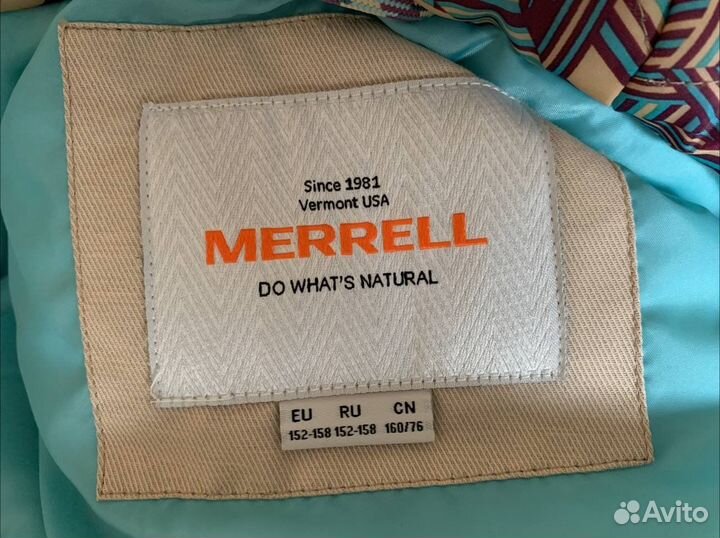 Since 1981
Vermont USA
MERRELL
DO WHAT'S NATURAL
EU RU CN
152-158 152-158 160/76
Avito